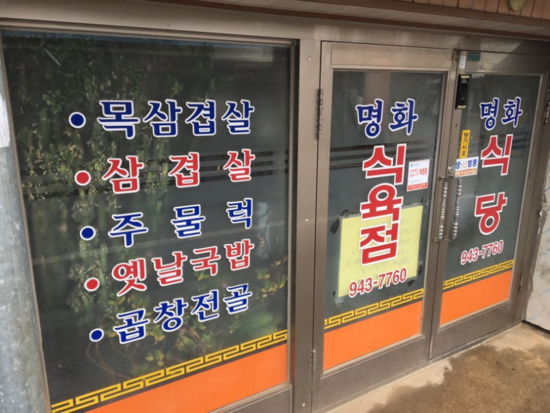 목삼겹살
삼겹살
주물럭
옛날국밥
곱창전골
명화
식육점
943-7760
명화
식당
943-7760